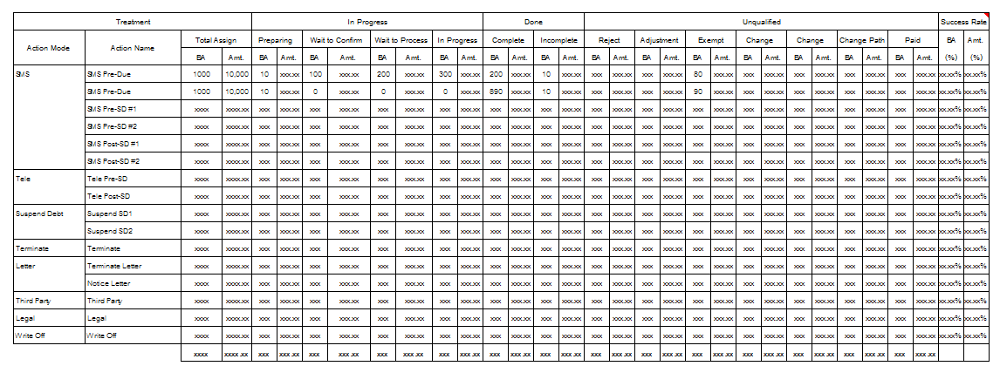 Treatment In Progress Done Unqualified Success Rate
Action Mode Action Name Total Assign Preparing Wait to Confirm Wait to Process In Progress Complete Incomplete Reject Adjustment Exempt Change Change Change Path Paid BA Amt.
BA Amt. BA Amt. BA Amt. BA Amt. BA Amt. BA Amt. BA Amt. BA Amt. BA Amt. BA Amt. BA Amt. BA Amt. BA Amt. BA Amt. (%) (%)
SMS SMS Pre-Due 1000 10,000 10 xxx.xx 100 xxx.xx 200 xxx.xx 300 xxx.xx 200 xxx.xx 10 xxx.xx xxx xxx.xx xxx xxx.xx 80 xxx.xx xxx xxx.xx xxx xxx.xx xxx xxx.xx xxx xxx.xx xx.xx% xx.xx%
SMS Pre-Due 1000 10,000 10 xxx.xx 0 xxx.xx 0 xxx.xx 0 xxx.xx 890 xxx.xx 10 xxx.xx xxx xxx.xx xxx xxx.xx 90 xxx.xx xxx xxx.xx xxx xxx.xx xxx xxx.xx xxx xxx.xx xx.xx% xx.xx%
SMS Pre-SD #1 xxxx xxxx.xx xxx xxx.xx xxx xxx.xx xxx xxx.xx xxx xxx.xx xxx xxx.xx xxx xxx.xx xxx xxx.xx xxx xxx.xx xxx xxx.xx xxx xxx.xx xxx xxx.xx xxx xxx.xx xxx xxx.xx xx.xx% xx.xx%
SMS Pre-SD #2 xxxx xxxx.xx xxx xxx.xx xxx xxx.xx xxx xxx.xx xxx xxx.xx xxx xxx.xx xxx xxx.xx xxx xxx.xx xxx xxx.xx xxx xxx.xx xxx xxx.xx xxx xxx.xx xxx xxx.xx xxx xxx.xx xx.xx% xx.xx%
SMS Post-SD #1 xxxx xxxx.xx xxx xxx.xx xxx xxx.xx xxx xxx.xx xxx xxx.xx xxx xxx.xx xxx xxx.xx xxx xxx.xx xxx xxx.xx xxx xxx.xx xxx xxx.xx xxx xxx.xx xxx xxx.xx xxx xxx.xx xx.xx% xx.xx%
SMS Post-SD #2 xxxx xxxx.xx xxx xxx.xx xxx xxx.xx xxx xxx.xx xxx xxx.xx xxx xxx.xx xxx xxx.xx xxx xxx.xx xxx xxx.xx xxx xxx.xx xxx xxx.xx xxx xxx.xx xxx xxx.xx xxx xxx.xx xx.xx% xx.xx%
Tele Tele Pre-SD xxxx xxxx.xx xxx xxx.xx xxx xxx.xx xxx xxx.xx xxx xxx.xx xxx xxx.xx xxx xxx.xx xxx xxx.xx xxx xxx.xx xxx xxx.xx xxx xxx.xx xxx xxx.xx xxx xxx.xx xxx xxx.xx xx.xx% xx.xx%
Tele Post-SD xxxx xxxx.xx xxx xxx.xx xxx xxx.xx xxx xxx.xx xxx xxx.xx xxx xxx.xx xxx xxx.xx xxx xxx.xx xxx xxx.xx xxx xxx.xx xxx xxx.xx xxx xxx.xx xxx xxx.xx xxx xxx.xx xx.xx% xx.xx%
Suspend Debt Suspend SD1 xxxx xxxx.xx xxx xxx.xx xxx xxx.xx xxx xxx.xx xxx xxx.xx xxx xxx.xx xxx xxx.xx xxx xxx.xx xxx xxx.xx xxx xxx.xx xxx xxx.xx xxx xxx.xx xxx xxx.xx xxx xxx.xx xx.xx% xx.xx%
Suspend SD2 xxxx xxxx.xx xxx xxx.xx xxx xxx.xx xxx xxx.xx xxx xxx.xx xxx xxx.xx xxx xxx.xx xxx xxx.xx xxx xxx.xx xxx xxx.xx xxx xxx.xx xxx xxx.xx xxx xxx.xx xxx xxx.xx xx.xx% xx.xx%
Terminate Terminate xxxx xxxx.xx xxx xxx.xx xxx xxx.xx xxx xxx.xx xxx xxx.xx xxx xxx.xx xxx xxx.xx xxx xxx.xx xxx xxx.xx xxx xxx.xx xxx xxx.xx xxx xxx.xx xxx xxx.xx xxx xxx.xx xx.xx% xx.xx%
Letter Terminate Letter xxxx xxxx.xx xxx xxx.xx xxx xxx.xx xxx xxx.xx xxx xxx.xx xxx xxx.xx xxx xxx.xx xxx xxx.xx xxx xxx.xx xxx xxx.xx xxx xxx.xx xxx xxx.xx xxx xxx.xx xxx xxx.xx xx.xx% xx.xx%
Notice Letter xxxx xxxx.xx xxx xxx.xx xxx xxx.xx xxx xxx.xx xxx xxx.xx xxx xxx.xx xxx xxx.xx xxx xxx.xx xxx xxx.xx xxx xxx.xx xxx xxx.xx xxx xxx.xx xxx xxx.xx xxx xxx.xx xx.xx% xx.xx%
Third Party Third Party xxxx xxxx.xx xxx xxx.xx xxx xxx.xx xxx xxx.xx xxx xxx.xx xxx xxx.xx xxx xxx.xx xxx xxx.xx xxx xxx.xx xxx xxx.xx xxx xxx.xx xxx xxx.xx xxx xxx.xx xxx xxx.xx xx.xx% xx.xx%
Legal Legal xxxx xxxx.xx xxx xxx.xx xxx xxx.xx xxx xxx.xx xxx xxx.xx xxx xxx.xx xxx xxx.xx xxx xxx.xx xxx xxx.xx xxx xxx.xx xxx xxx.xx xxx xxx.xx xxx xxx.xx xxx xxx.xx xx.xx% xx.xx%
Write Off Write Off xxxx xxxx.xx xxx xxx.xx xxx xxx.xx xxx xxx.xx xxx xxx.xx xxx xxx.xx xxx xxx.xx xxx xxx.xx xxx xxx.xx xxx xxx.xx xxx xxx.xx xxx xxx.xx xxx xxx.xx xxx xxx.xx xx.xx% xx.xx%
xxxx xxxx.xx xxx xxx.xx xxx xxx.xx xxx xxx.xx xxx xxx.xx xxx xxx.xx xxx xxx.xx xxx xxx.xx xxx xxx.xx xxx xxx.xx xxx xxx.xx xxx xxx.xx xxx xxx.xx xxx xxx.xx